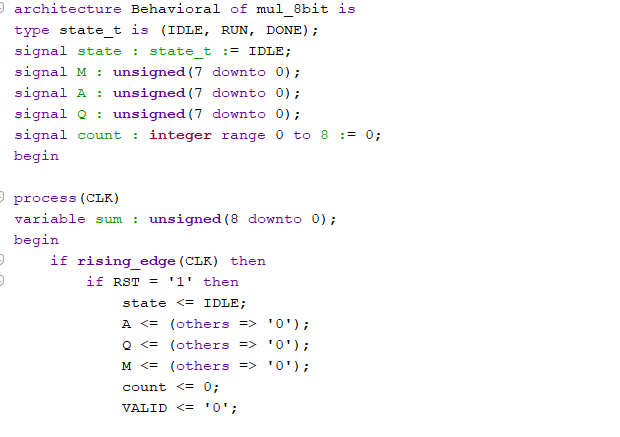 architecture Behavioral of mul_8bit is
type state_t is (IDLE, RUN, DONE);
signal state : state_t := IDLE;
signal M : unsigned(7 downto 0);
signal A : unsigned(7 downto 0);
signal Q : unsigned(7 downto 0);
signal count : integer range 0 to 8 := 0;
begin

process(CLK)
variable sum : unsigned(8 downto 0);
begin
    if rising_edge(CLK) then
        if RST = '1' then
            state <= IDLE;
            A <= (others => '0');
            Q <= (others => '0');
            M <= (others => '0');
            count <= 0;
            VALID <= '0';